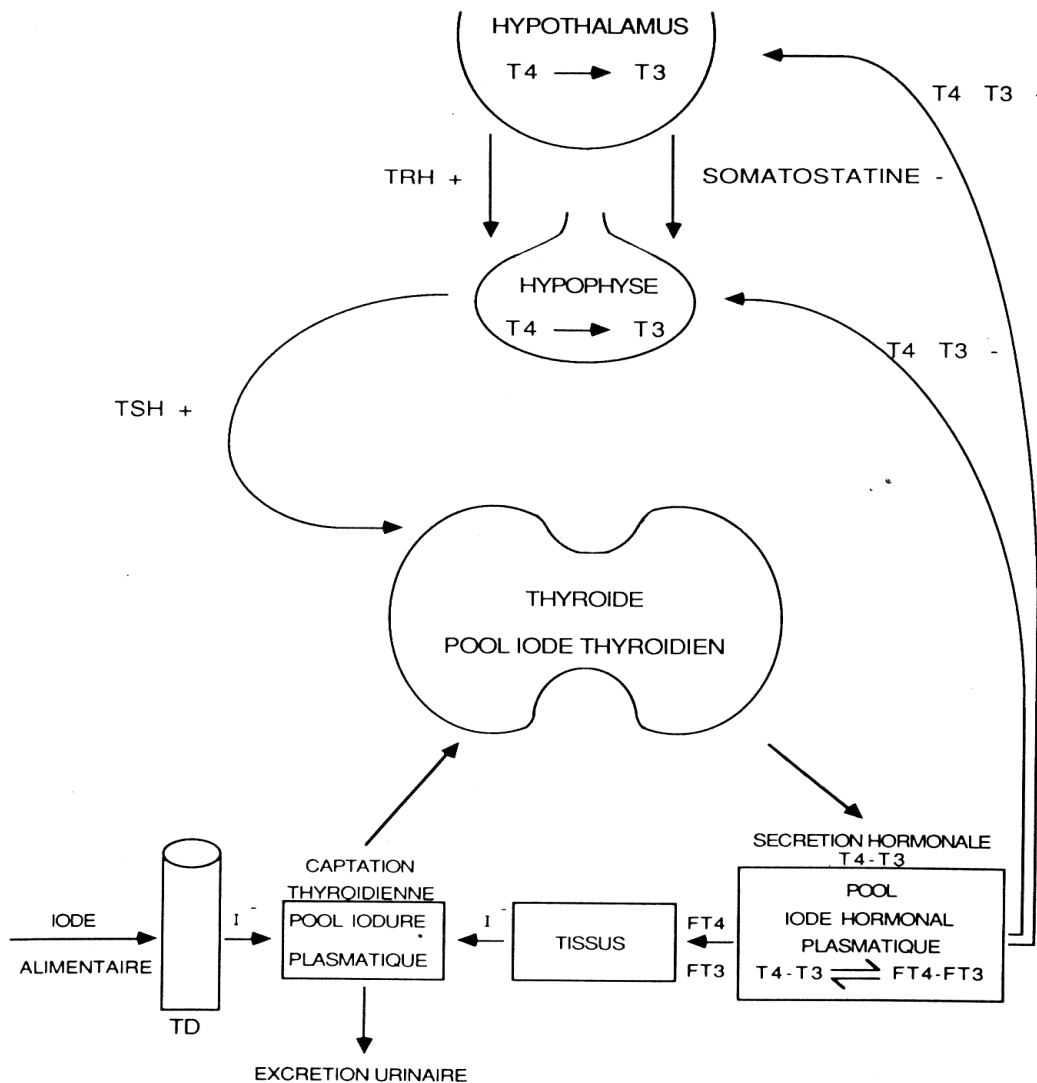 HYPOTHALAMUS
T4 T3
T4 T3 -
TRH +
SOMATOSTATINE -
HYPOPHYSE
T4 T3
T4 T3 -
TSH +
THYROIDE
POOL IODE THYROIDIEN
SECRETION HORMONALE
T4-T3
CAPTATION
THYROIDIENNE
IODE
ALIMENTAIRE
TD
I -
POOL IODURE
PLASMATIQUE
I -
TISSUS
FT4
FT3
POOL
IODE HORMONAL
PLASMATIQUE
T4-T3 FT4-FT3
EXCRETION URINAIRE